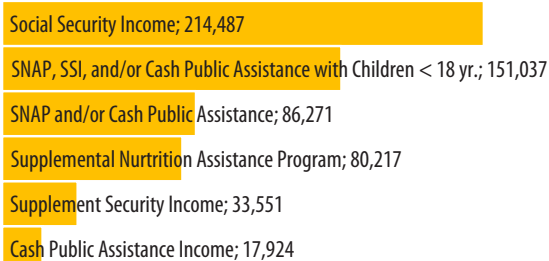 Social Security Income; 214,487
SNAP, SSI, and/or Cash Public Assistance with Children < 18 yr.; 151,037
SNAP and/or Cash Public Assistance; 86,271
Supplemental Nurtrition Assistance Program; 80,217
Supplement Security Income; 33,551
Cash Public Assistance Income; 17,924